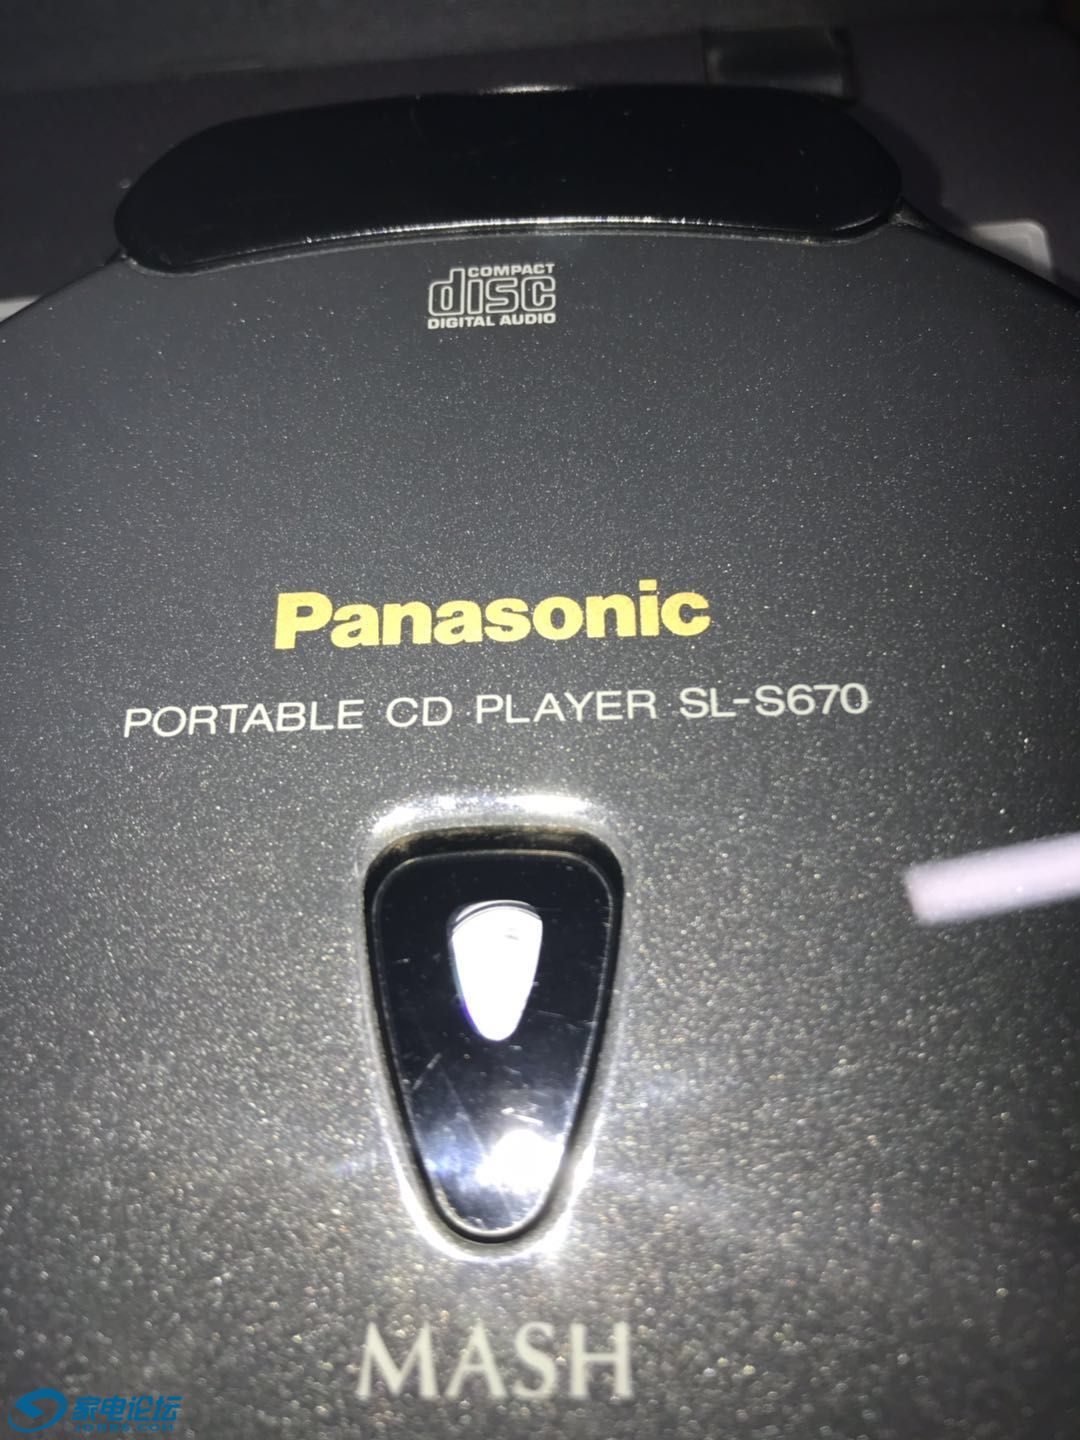 COMPACT
disc
DIGITAL AUDIO
Panasonic
PORTABLE CD PLAYER SL-S670
MASH
家电论坛